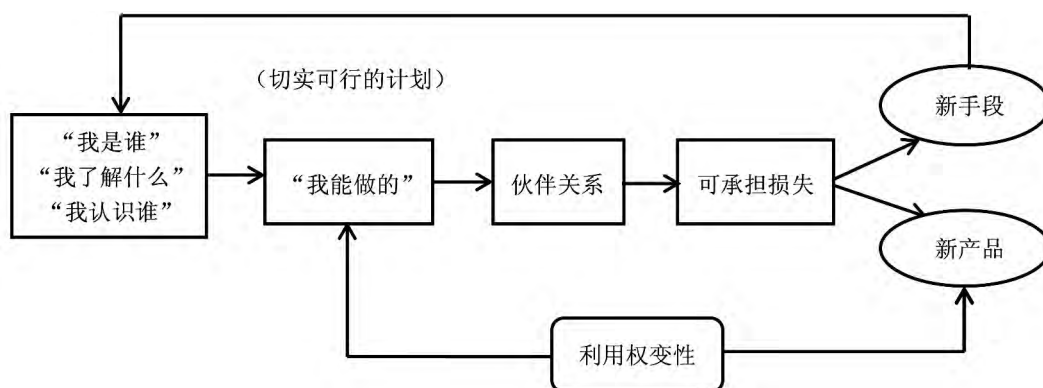 （切实可行的计划）
新手段
“我是谁”
“我了解什么”
“我认识谁”
“我能做的”
伙伴关系
可承担损失
新产品
利用权变性